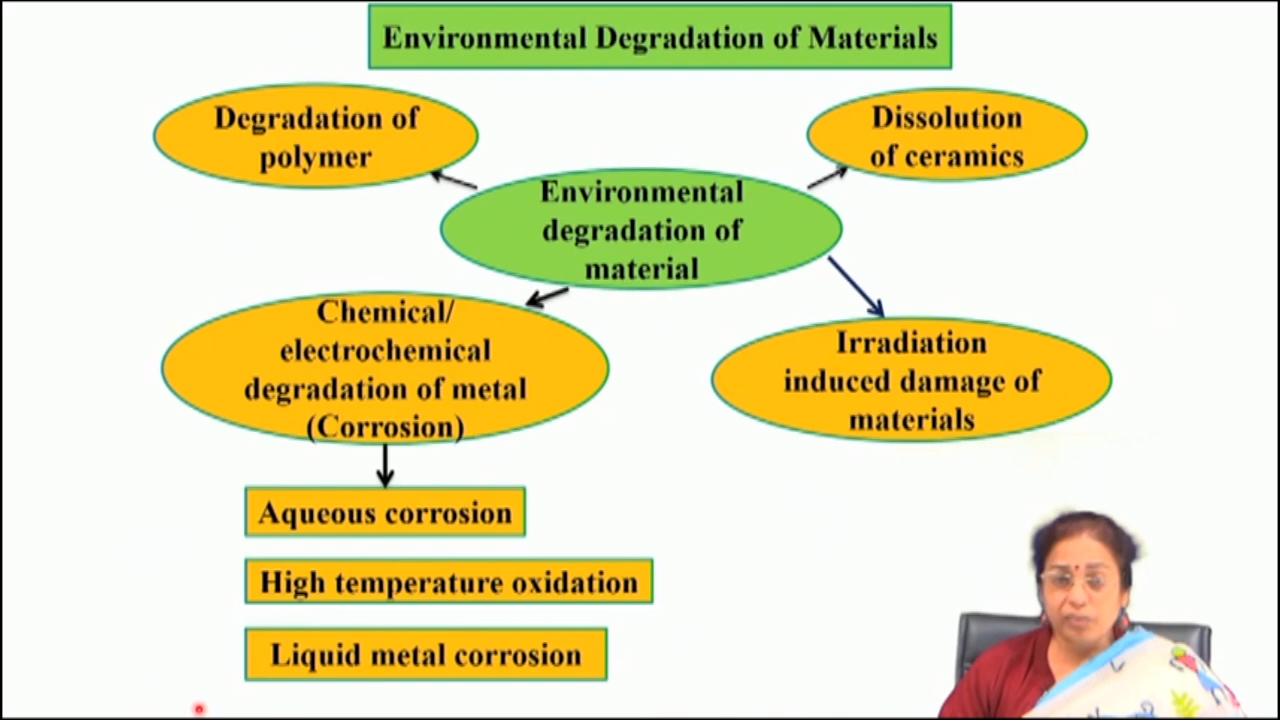 Environmental Degradation of Materials
Degradation of
polymer
Dissolution
of ceramics
Environmental
degradation of
material
Chemical/
electrochemical
degradation of metal
(Corrosion)
Irradiation
induced damage of
materials
Aqueous corrosion
High temperature oxidation
Liquid metal corrosion